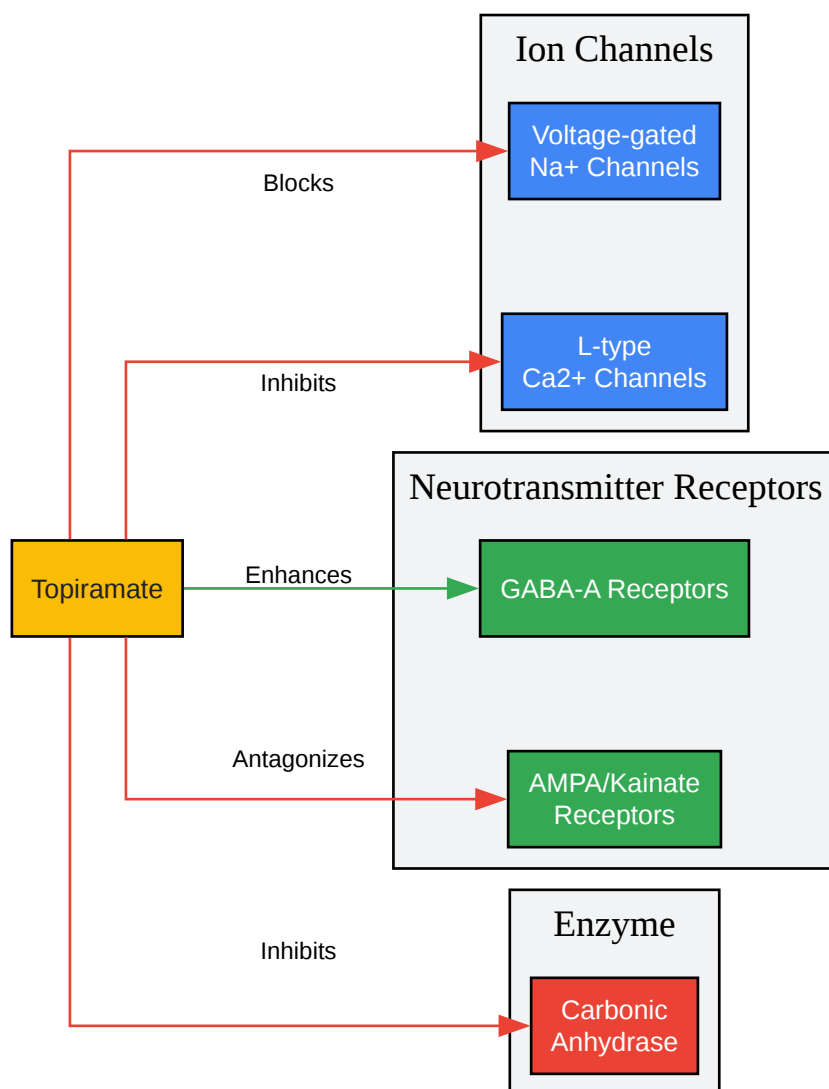 Ion Channels
Voltage-gated
Na+ Channels
Blocks
L-type
Ca2+ Channels
Inhibits
Neurotransmitter Receptors
Topiramate
Enhances
GABA-A Receptors
Antagonizes
AMPA/Kainate
Receptors
Enzyme
Inhibits
Carbonic
Anhydrase